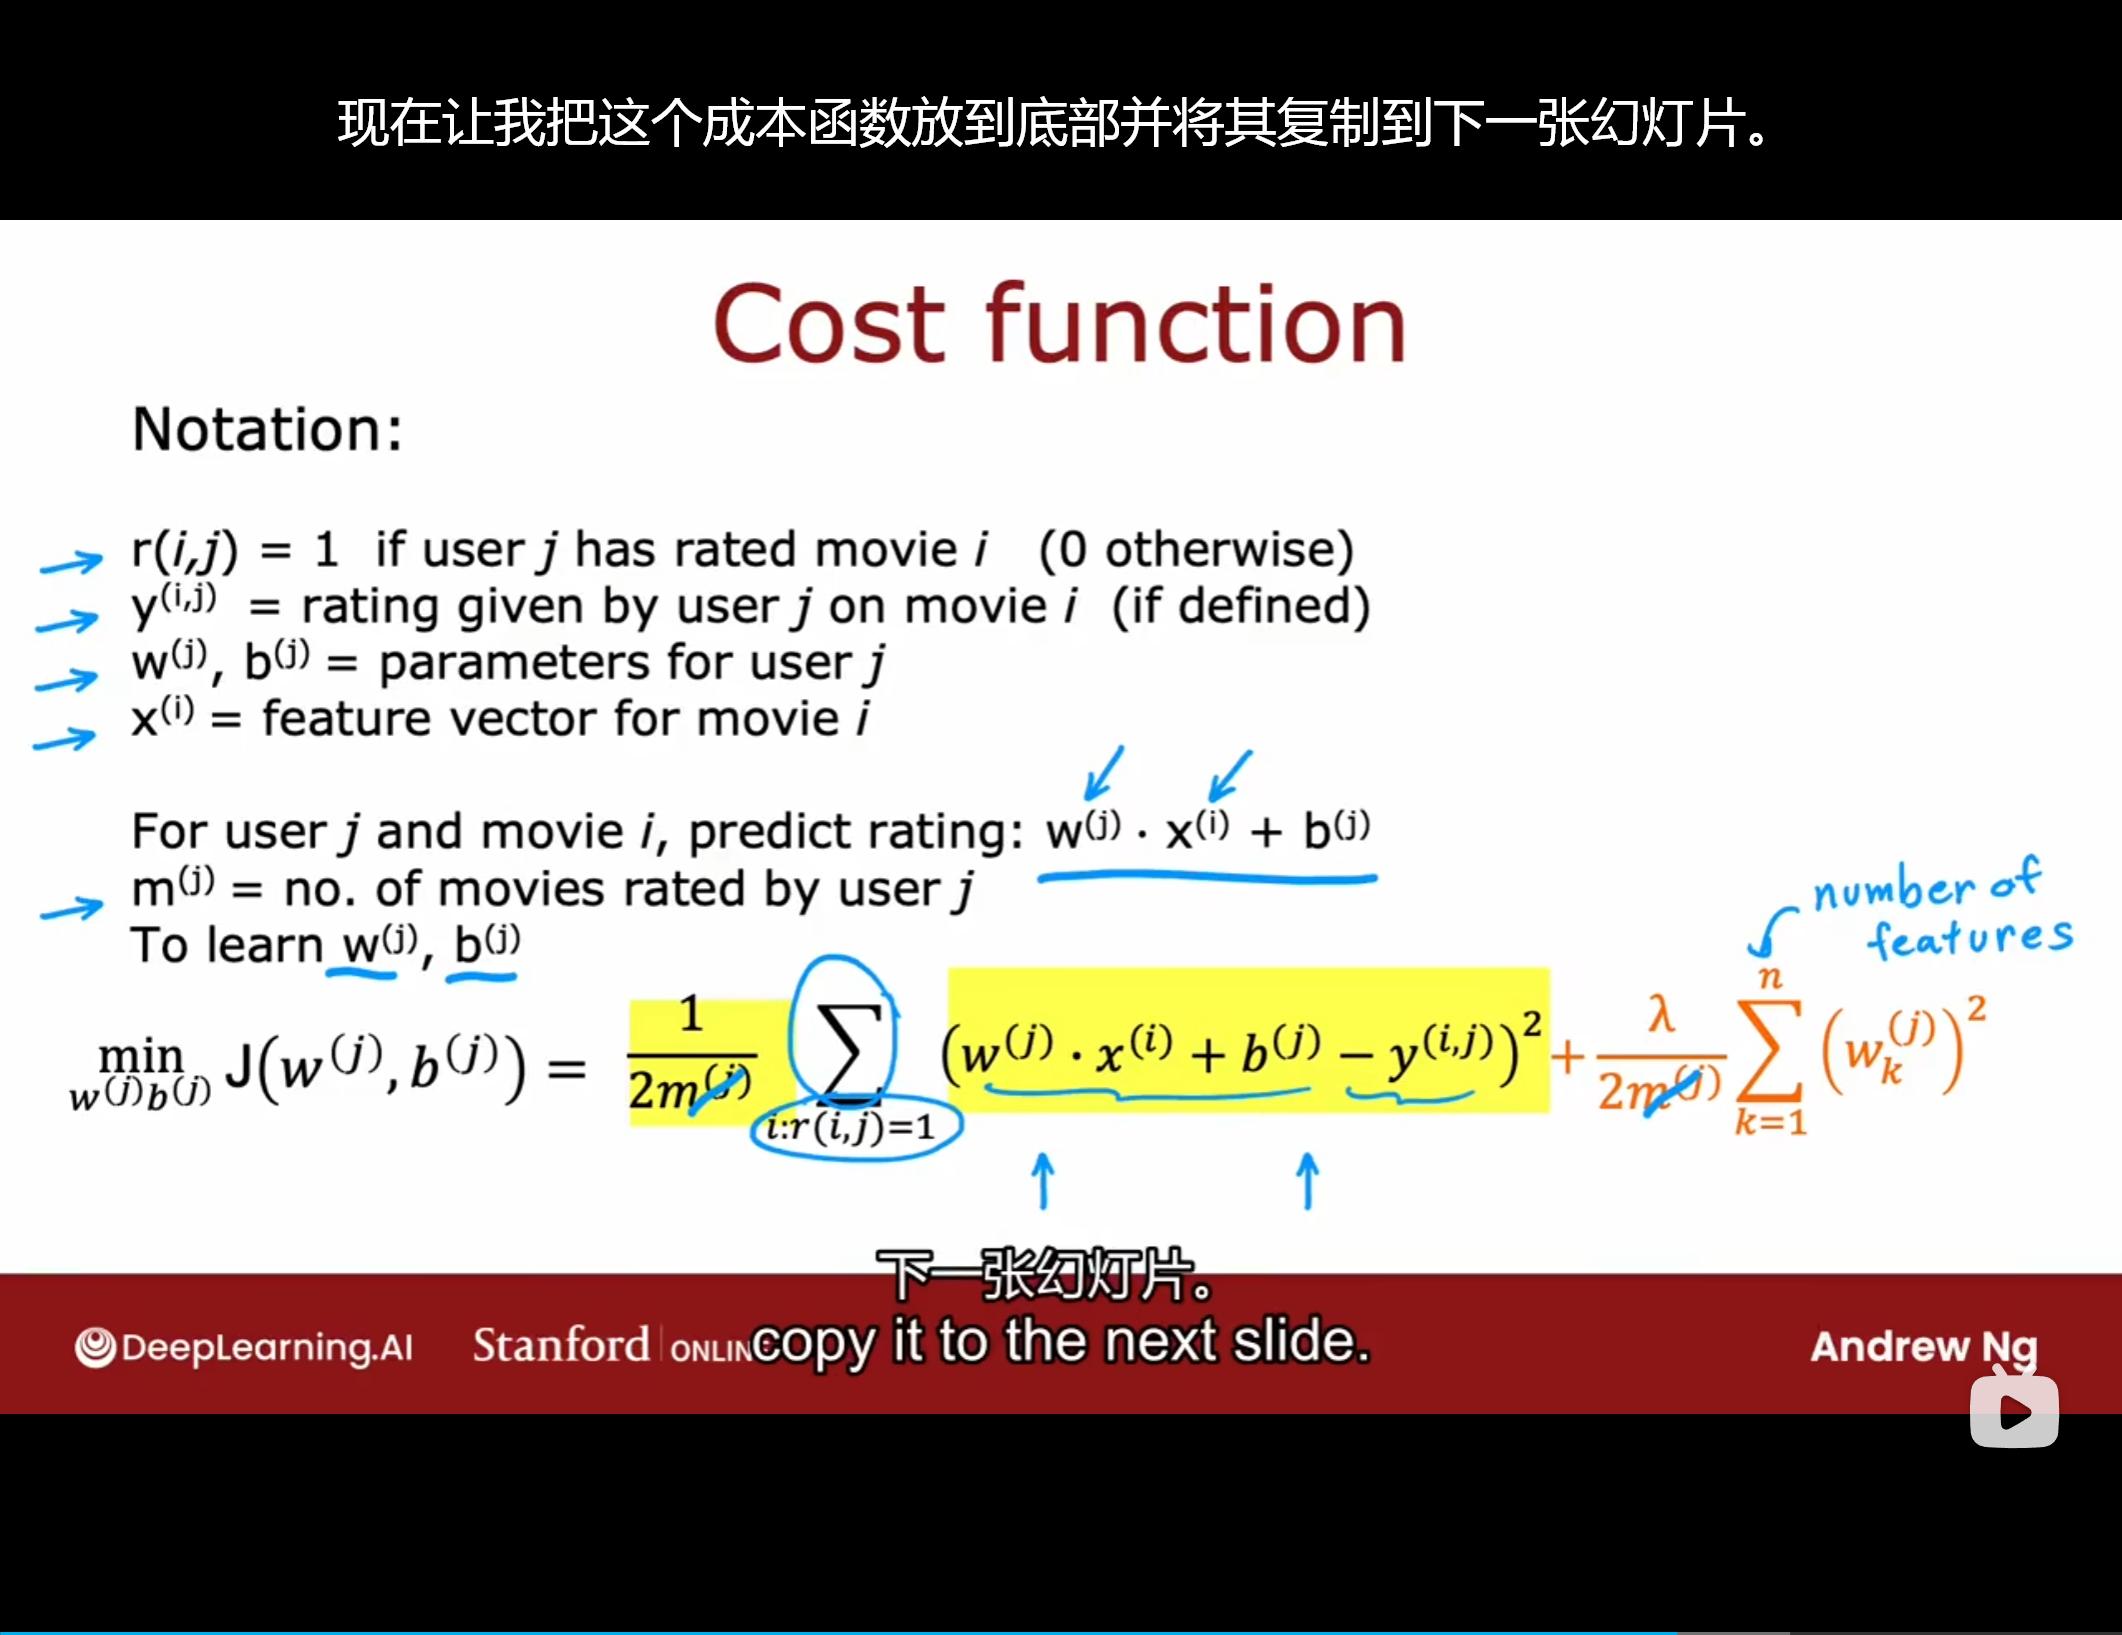 现在让我把这个成本函数放到底部并将其复制到下一张幻灯片。
Cost function
Notation:
r(i,j) = 1 if user j has rated movie i (0 otherwise)
y^(i,j) = rating given by user j on movie i (if defined)
w^(j), b^(j) = parameters for user j
x^(i) = feature vector for movie i
For user j and movie i, predict rating: w^(j) · x^(i) + b^(j)
m^(j) = no. of movies rated by user j
To learn w^(j), b^(j)
number of
features
min_{w^(j)b^(j)} J(w^(j), b^(j)) = \frac{1}{2m^(j)} ∑_{i:r(i,j)=1} (w^(j) · x^(i) + b^(j) − y^(i,j))^2 + \frac{λ}{2m^(j)} ∑_{k=1}^{n} (w_k^(j))^2
下一张幻灯片。
copy it to the next slide.
DeepLearning.AI
Stanford ONLIN
Andrew Ng